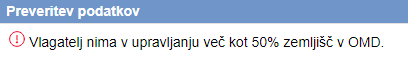 Preveritev podatkov
Vlagatelj nima v upravljanju več kot 50% zemljišč v OMD.